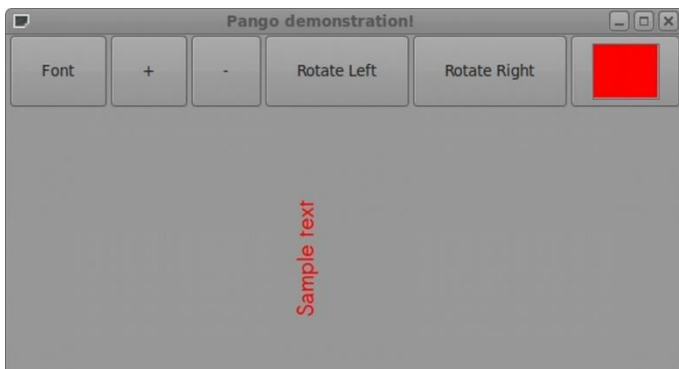 Pango demonstration!
Font + - Rotate Left Rotate Right
Sample text